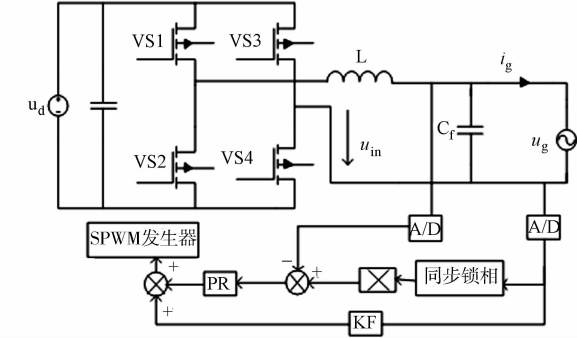 VS1
VS3
L
i_g
u_d
C_f
u_g
VS2
VS4
u_in
A/D
A/D
SPWM发生器
+
−
+
PR
同步锁相
+
KF